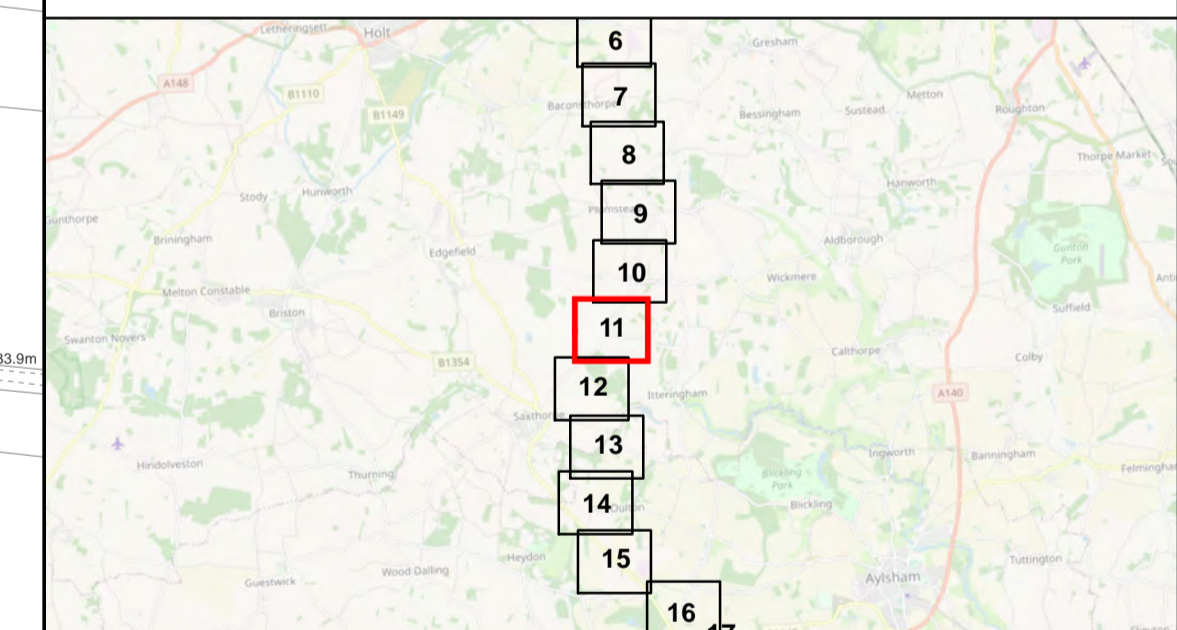 Letheringsett
Holt
6
Gresham
A148
B1110
7
Baconsthorpe
Metton
B1149
Bessingham
Sustead
Roughton
8
Thorpe Market
Hunworth
Hanworth
Stody
9
Gunthorpe
Briningham
Edgefield
Aldborough
Gunton
Park
10
Wickmere
Melton Constable
Briston
Suffield
11
Swanton Novers
Calthorpe
Colby
33.9m
B1354
12
Itteringham
A140
Saxthorpe
13
Ingworth
Banningham
Hindolveston
Thurning
Blickling
Park
Felmingha
14
Oulton
Blickling
Heydon
15
Tuttington
Wood Dalling
Guestwick
Aylsham
16
17